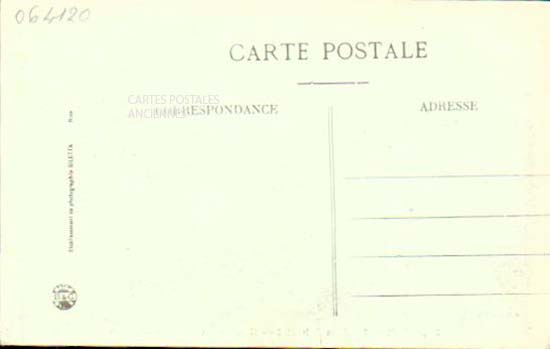 064120
CARTE POSTALE
CARTES POSTALES
ANCIENNES
CORRESPONDANCE
ADRESSE
Etablissement de photographie GILETTA Nice